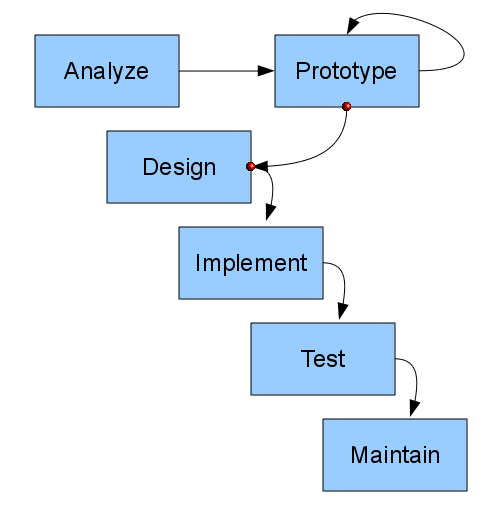 Analyze
Prototype
Design
Implement
Test
Maintain